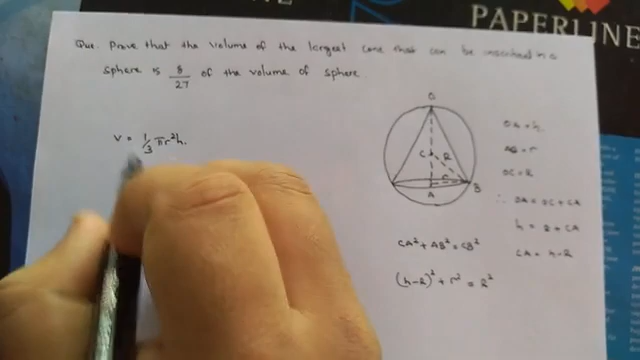 PAPERLINE
Que. Prove that the volume of the largest cone that can be inscribed in a
sphere is 8/27 of the volume of sphere
V = 1/3 πr²h.
O
C
R
r
A
B
OA = h
AB = r
OC = R
∴ OA = OC + CA
h = R + CA
CA = h - R
CA² + AB² = CB²
(h-R)² + r² = R²